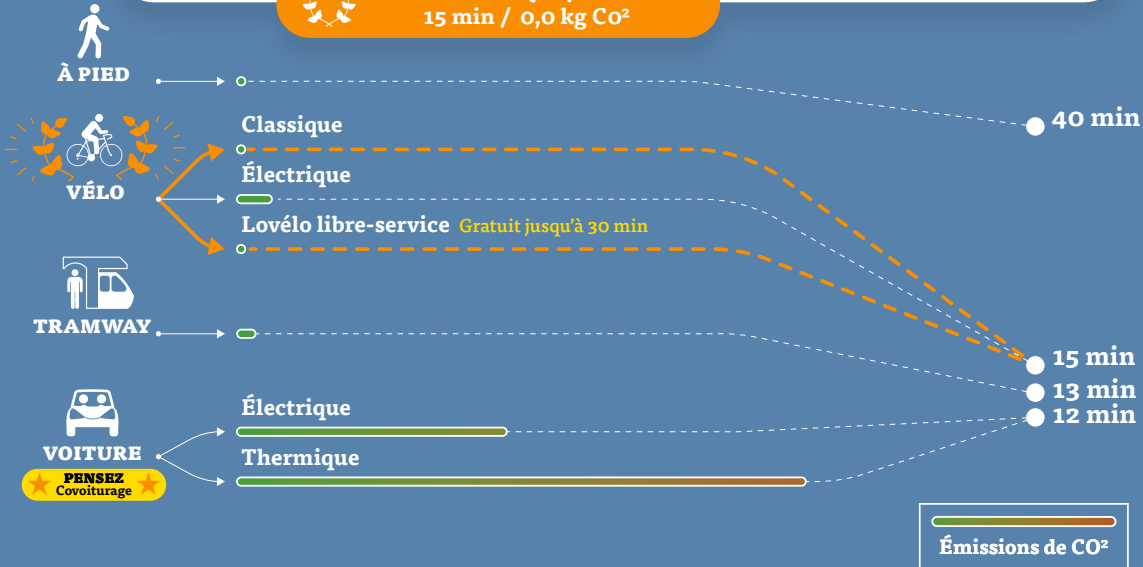 15 min / 0,0 kg Co²
À PIED
40 min
Classique
Électrique
VÉLO
Lovélo libre-service Gratuit jusqu'à 30 min
TRAMWAY
15 min
13 min
12 min
Électrique
VOITURE
Thermique
PENSEZ
Covoiturage
Émissions de CO²